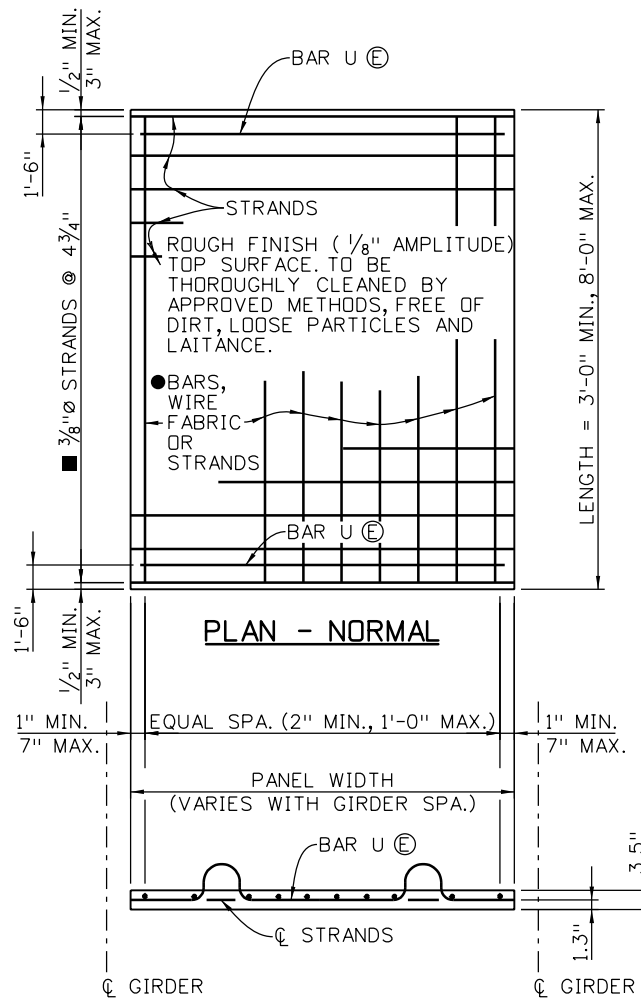 ½" MIN.
3" MAX.
BAR U Ⓔ
1'-6"
STRANDS
ROUGH FINISH ( ⅛" AMPLITUDE)
TOP SURFACE. TO BE
THOROUGHLY CLEANED BY
APPROVED METHODS, FREE OF
DIRT, LOOSE PARTICLES AND
LAITANCE.
■ ⅜"Ø STRANDS @ 4¾"
LENGTH = 3'-0" MIN., 8'-0" MAX.
● BARS,
WIRE
FABRIC
OR
STRANDS
BAR U Ⓔ
1'-6"
½" MIN.
3" MAX.
PLAN - NORMAL
1" MIN.
7" MAX.
EQUAL SPA. (2" MIN., 1'-0" MAX.)
1" MIN.
7" MAX.
PANEL WIDTH
(VARIES WITH GIRDER SPA.)
BAR U Ⓔ
3.5"
1.3"
℄ STRANDS
℄ GIRDER
℄ GIRDER